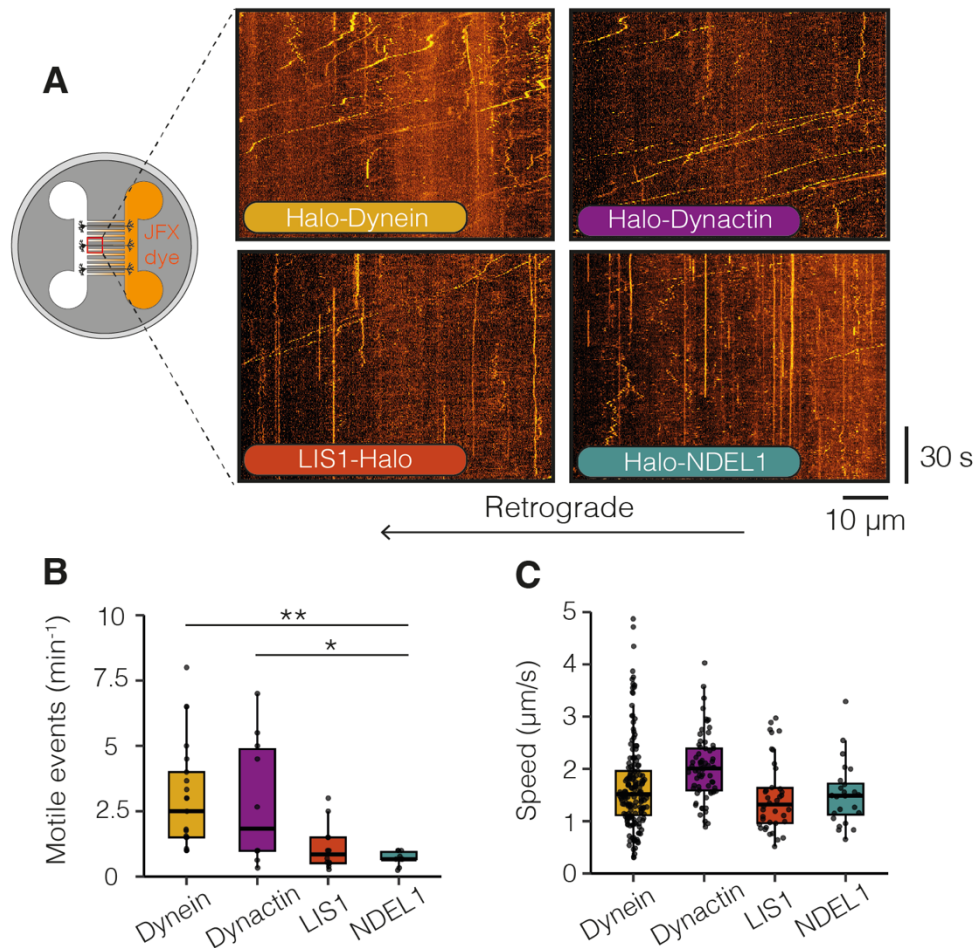 A
JFX
dye
Halo-Dynein
Halo-Dynactin
LIS1-Halo
Halo-NDEL1
30 s
Retrograde
10 µm
B
Motile events (min⁻¹)
10
7.5
5
2.5
0
**
*
Dynein
Dynactin
LIS1
NDEL1
C
Speed (µm/s)
5
4
3
2
1
0
Dynein
Dynactin
LIS1
NDEL1